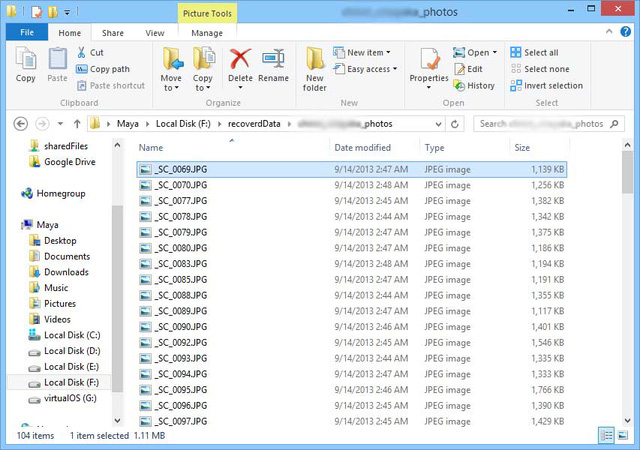 Picture Tools
_photos
File
Home
Share
View
Manage
Copy
Paste
Cut
Copy path
Paste shortcut
Clipboard
Move to
Copy to
Delete
Rename
Organize
New folder
New item
Easy access
New
Properties
Open
Edit
History
Open
Select all
Select none
Invert selection
Select
Maya
Local Disk (F:)
recoverdData
_photos
Search
_photos
sharedFiles
Google Drive
Homegroup
Maya
Desktop
Documents
Downloads
Music
Pictures
Videos
Local Disk (C:)
Local Disk (D:)
Local Disk (E:)
Local Disk (F:)
virtualOS (G:)
Name Date modified Type Size
_SC_0069.JPG 9/14/2013 2:47 AM JPEG image 1,139 KB
_SC_0070.JPG 9/14/2013 2:48 AM JPEG image 1,256 KB
_SC_0077.JPG 9/14/2013 2:45 AM JPEG image 1,382 KB
_SC_0078.JPG 9/14/2013 2:44 AM JPEG image 1,342 KB
_SC_0079.JPG 9/14/2013 2:47 AM JPEG image 1,375 KB
_SC_0080.JPG 9/14/2013 2:47 AM JPEG image 1,186 KB
_SC_0083.JPG 9/14/2013 2:48 AM JPEG image 1,194 KB
_SC_0085.JPG 9/14/2013 2:45 AM JPEG image 1,191 KB
_SC_0088.JPG 9/14/2013 2:44 AM JPEG image 1,355 KB
_SC_0089.JPG 9/14/2013 2:47 AM JPEG image 1,117 KB
_SC_0090.JPG 9/14/2013 2:46 AM JPEG image 1,401 KB
_SC_0092.JPG 9/14/2013 2:45 AM JPEG image 1,546 KB
_SC_0093.JPG 9/14/2013 2:44 AM JPEG image 1,335 KB
_SC_0094.JPG 9/14/2013 2:47 AM JPEG image 1,333 KB
_SC_0095.JPG 9/14/2013 2:46 AM JPEG image 1,766 KB
_SC_0096.JPG 9/14/2013 2:45 AM JPEG image 1,390 KB
_SC_0097.JPG 9/14/2013 2:45 AM JPEG image 1,429 KB
104 items 1 item selected 1.11 MB